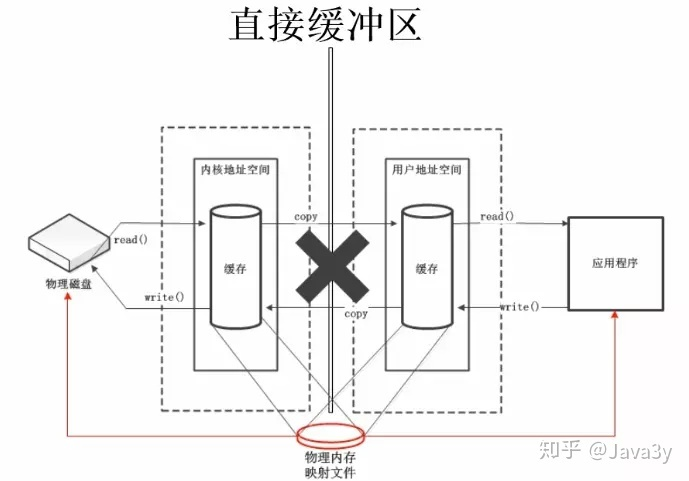 直接缓冲区
内核地址空间
用户地址空间
copy
read()
read()
缓存
缓存
应用程序
物理磁盘
write()
copy
write()
物理内存
映射文件
知乎 @Java3y